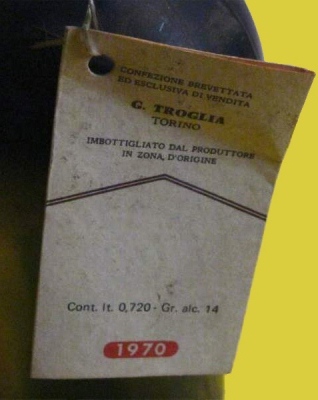 CONFEZIONE BREVETTATA
ED ESCLUSIVA DI VENDITA
G. TROGLIA
TORINO
IMBOTTIGLIATO DAL PRODUTTORE
IN ZONA D'ORIGINE
Cont. lt. 0,720 - Gr. alc. 14
1970